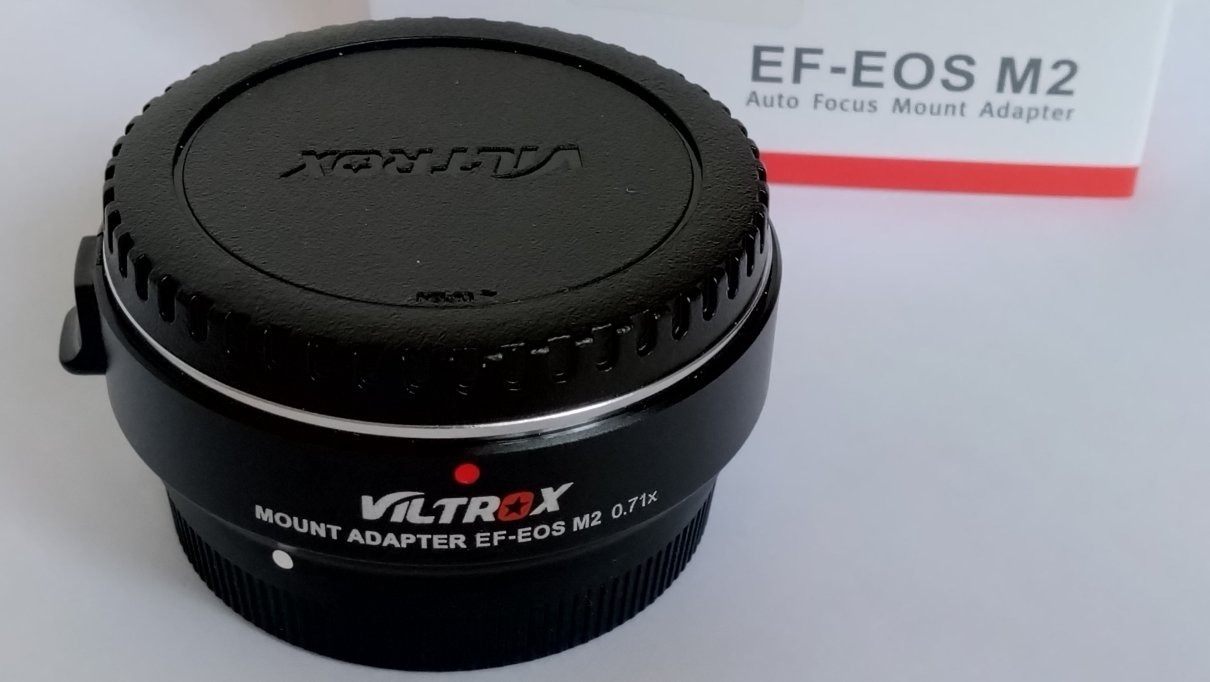 EF-EOS M2
Auto Focus Mount Adapter
VILTROX
VILTROX
MOUNT ADAPTER EF-EOS M2 0.71x